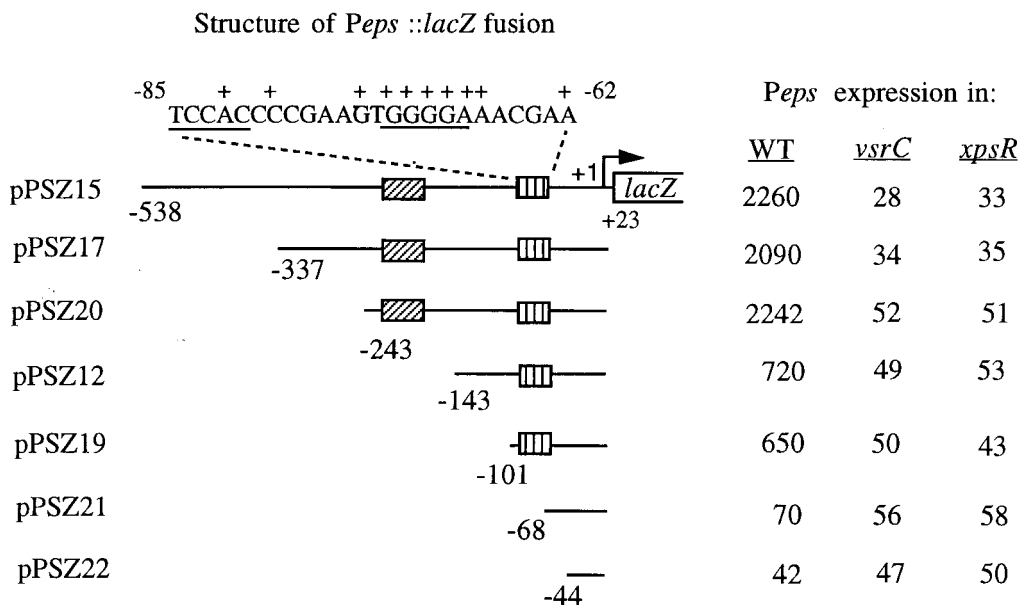 Structure of Peps ::lacZ fusion
+ + + + + + + ++ +
-85 TCCACCCCGAAGTGGGGAAACGAA -62
Peps expression in:
WT vsrC xpsR
+1
pPSZ15 lacZ 2260 28 33
-538 +23
pPSZ17 2090 34 35
-337
pPSZ20 2242 52 51
-243
pPSZ12 720 49 53
-143
pPSZ19 650 50 43
-101
pPSZ21 70 56 58
-68
pPSZ22 42 47 50
-44